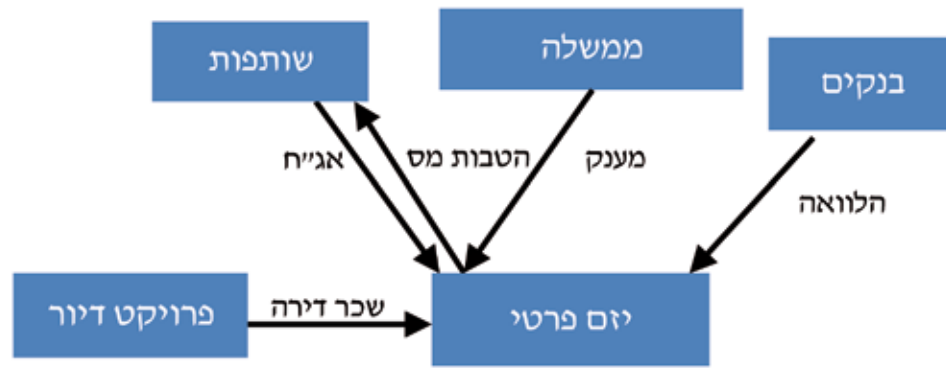 ממשלה
שותפות
בנקים
אג״ח
הטבות מס
מענק
הלוואה
פרויקט דיור
שכר דירה
יזם פרטי